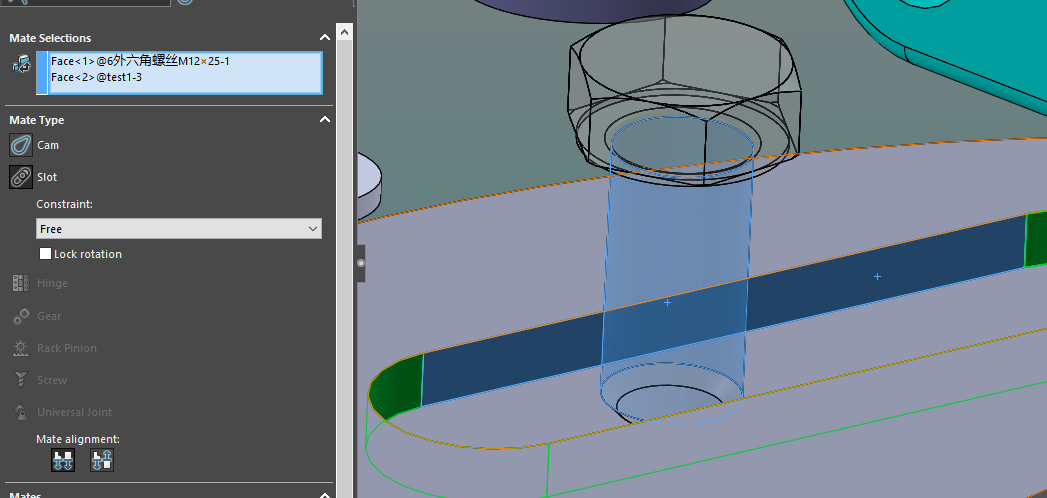 Mate Selections
Face<1>@6外六角螺丝M12×25-1
Face<2>@test1-3
Mate Type
Cam
Slot
Constraint:
Free
Lock rotation
Hinge
Gear
Rack Pinion
Screw
Universal Joint
Mate alignment:
Mates